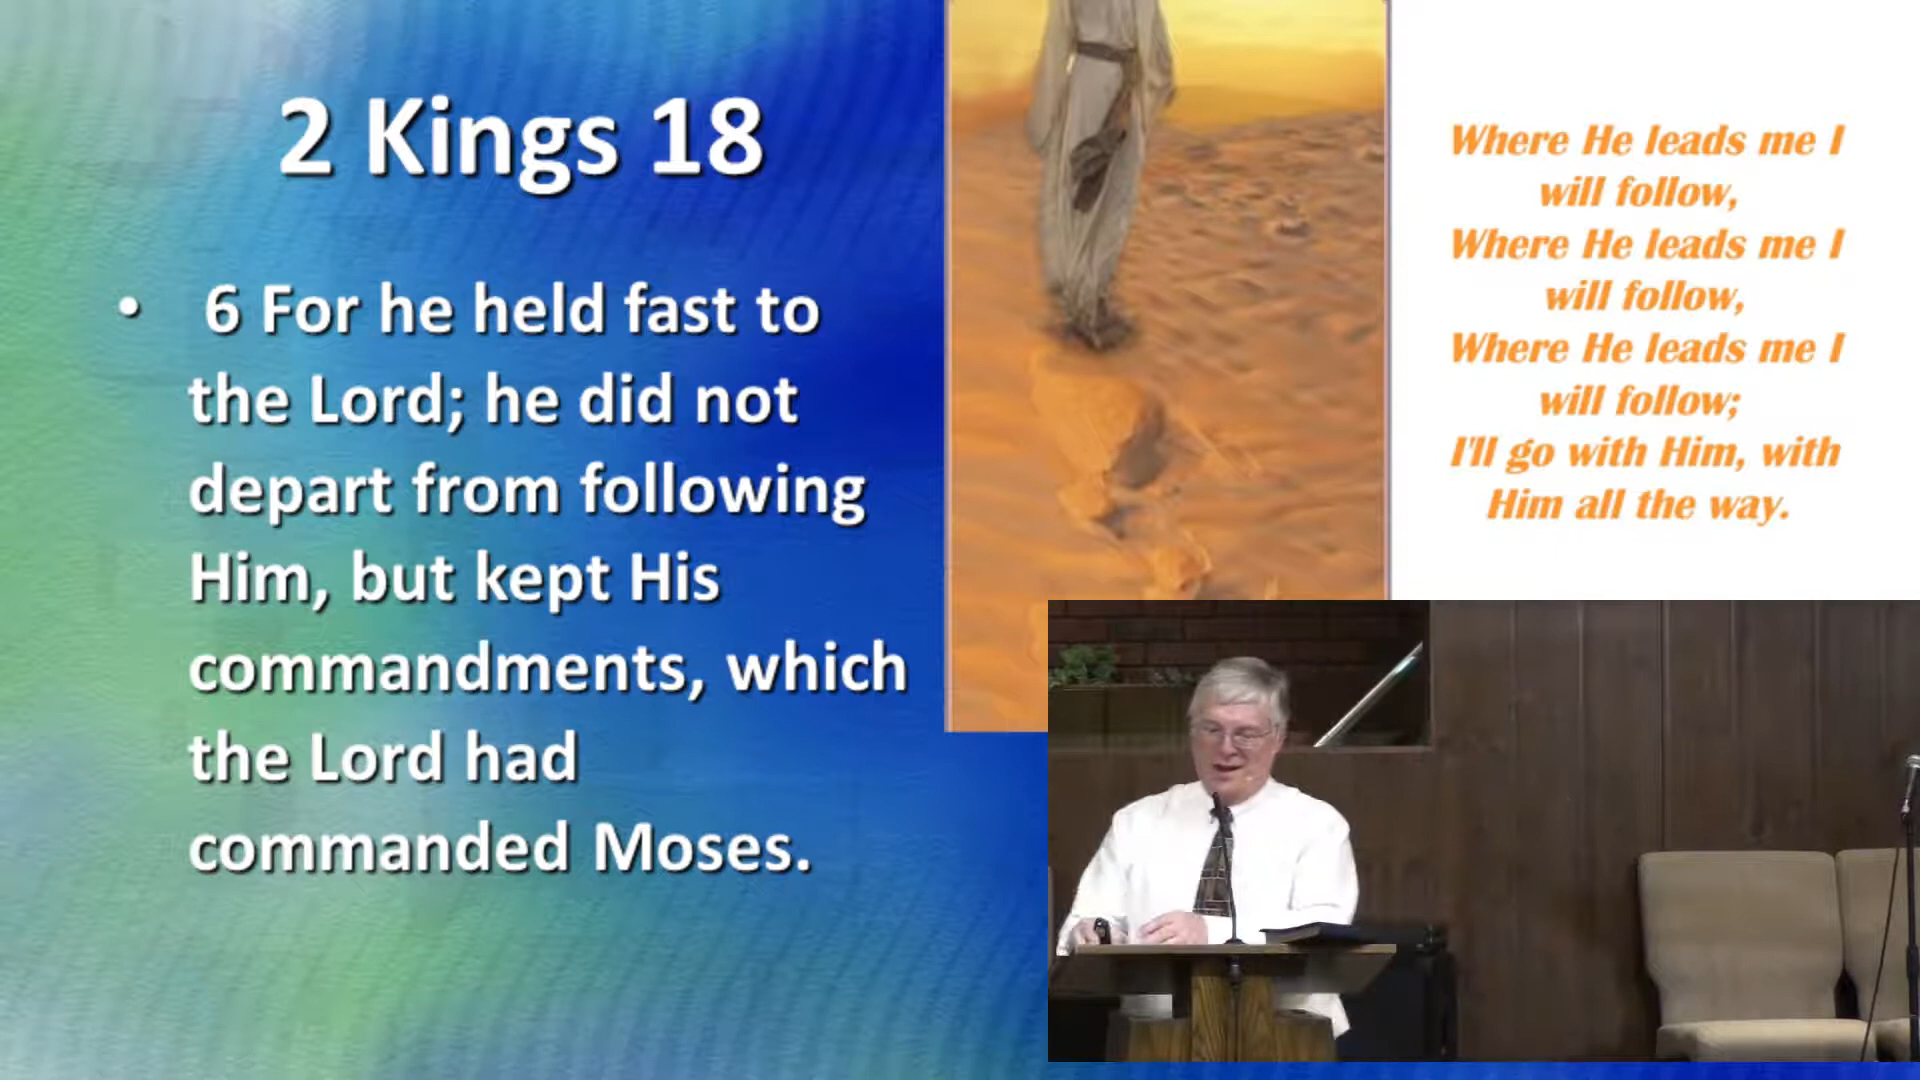 2 Kings 18
• 6 For he held fast to
the Lord; he did not
depart from following
Him, but kept His
commandments, which
the Lord had
commanded Moses.
Where He leads me I
will follow,
Where He leads me I
will follow,
Where He leads me I
will follow;
I'll go with Him, with
Him all the way.